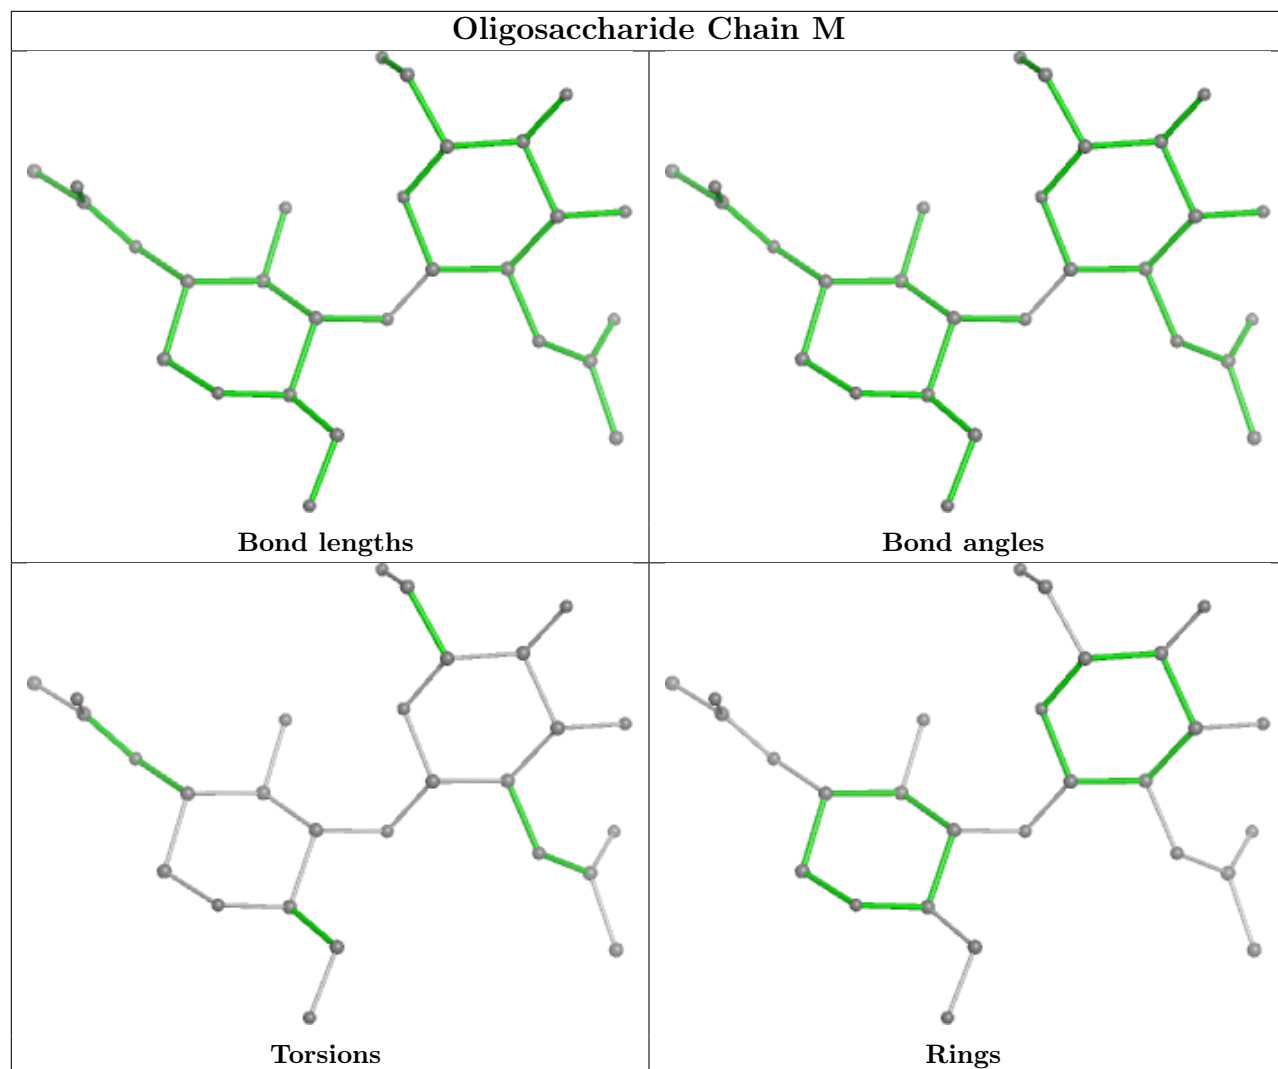 Oligosaccharide Chain M
Bond lengths
Bond angles
Torsions
Rings